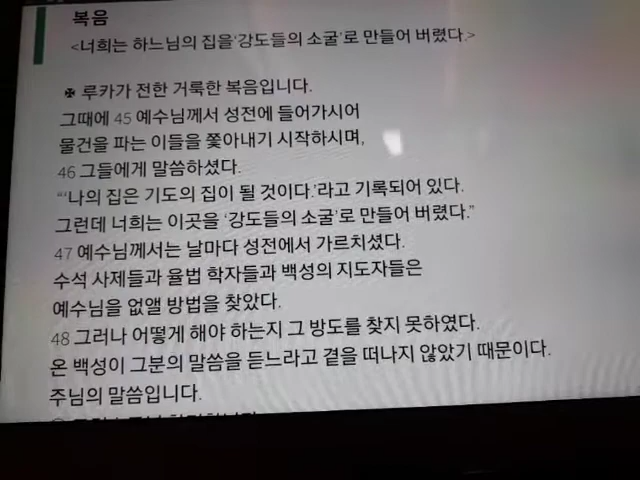 복음
<너희는 하느님의 집을 '강도들의 소굴'로 만들어 버렸다.>
✠ 루카가 전한 거룩한 복음입니다.
그때에 45 예수님께서 성전에 들어가시어
물건을 파는 이들을 쫓아내기 시작하시며,
46 그들에게 말씀하셨다.
“‘나의 집은 기도의 집이 될 것이다.’라고 기록되어 있다.
그런데 너희는 이곳을 ‘강도들의 소굴’로 만들어 버렸다.”
47 예수님께서는 날마다 성전에서 가르치셨다.
수석 사제들과 율법 학자들과 백성의 지도자들은
예수님을 없앨 방법을 찾았다.
48 그러나 어떻게 해야 하는지 그 방도를 찾지 못하였다.
온 백성이 그분의 말씀을 듣느라고 곁을 떠나지 않았기 때문이다.
주님의 말씀입니다.